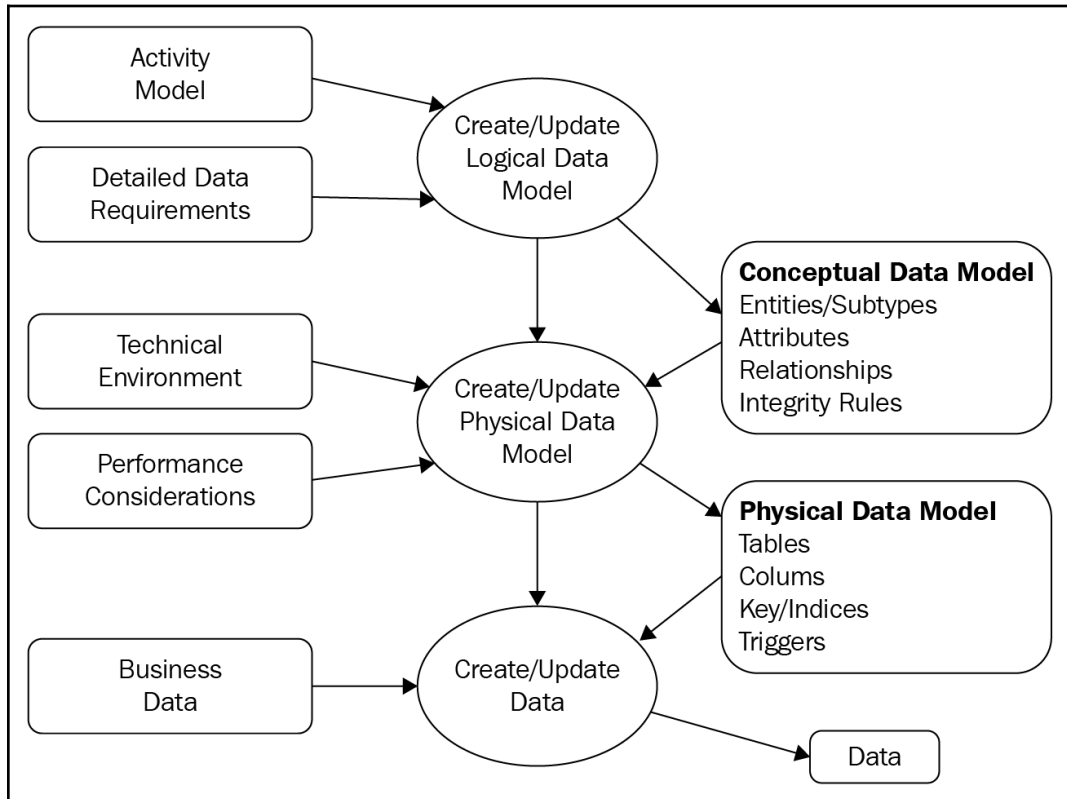 Activity
Model
Create/Update
Logical Data
Model
Detailed Data
Requirements
Conceptual Data Model
Entities/Subtypes
Attributes
Relationships
Integrity Rules
Technical
Environment
Create/Update
Physical Data
Model
Performance
Considerations
Physical Data Model
Tables
Colums
Key/Indices
Triggers
Business
Data
Create/Update
Data
Data